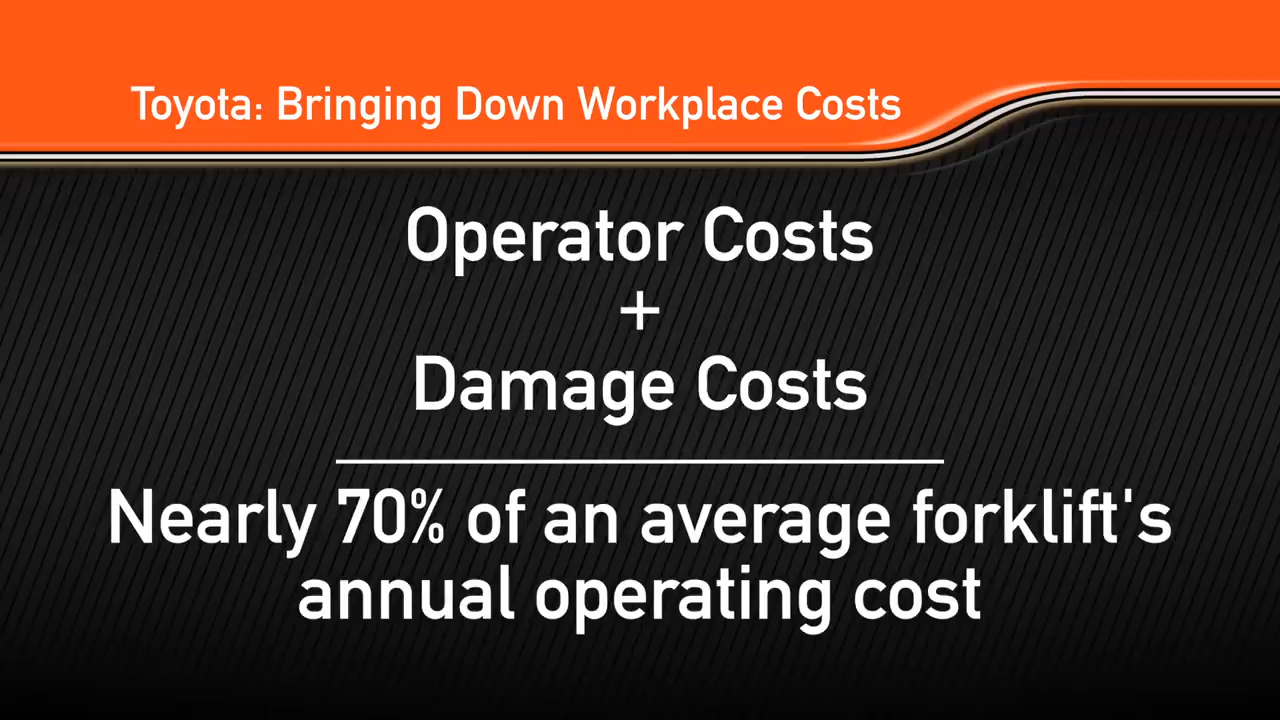 Toyota: Bringing Down Workplace Costs
Operator Costs
+
Damage Costs
Nearly 70% of an average forklift's
annual operating cost